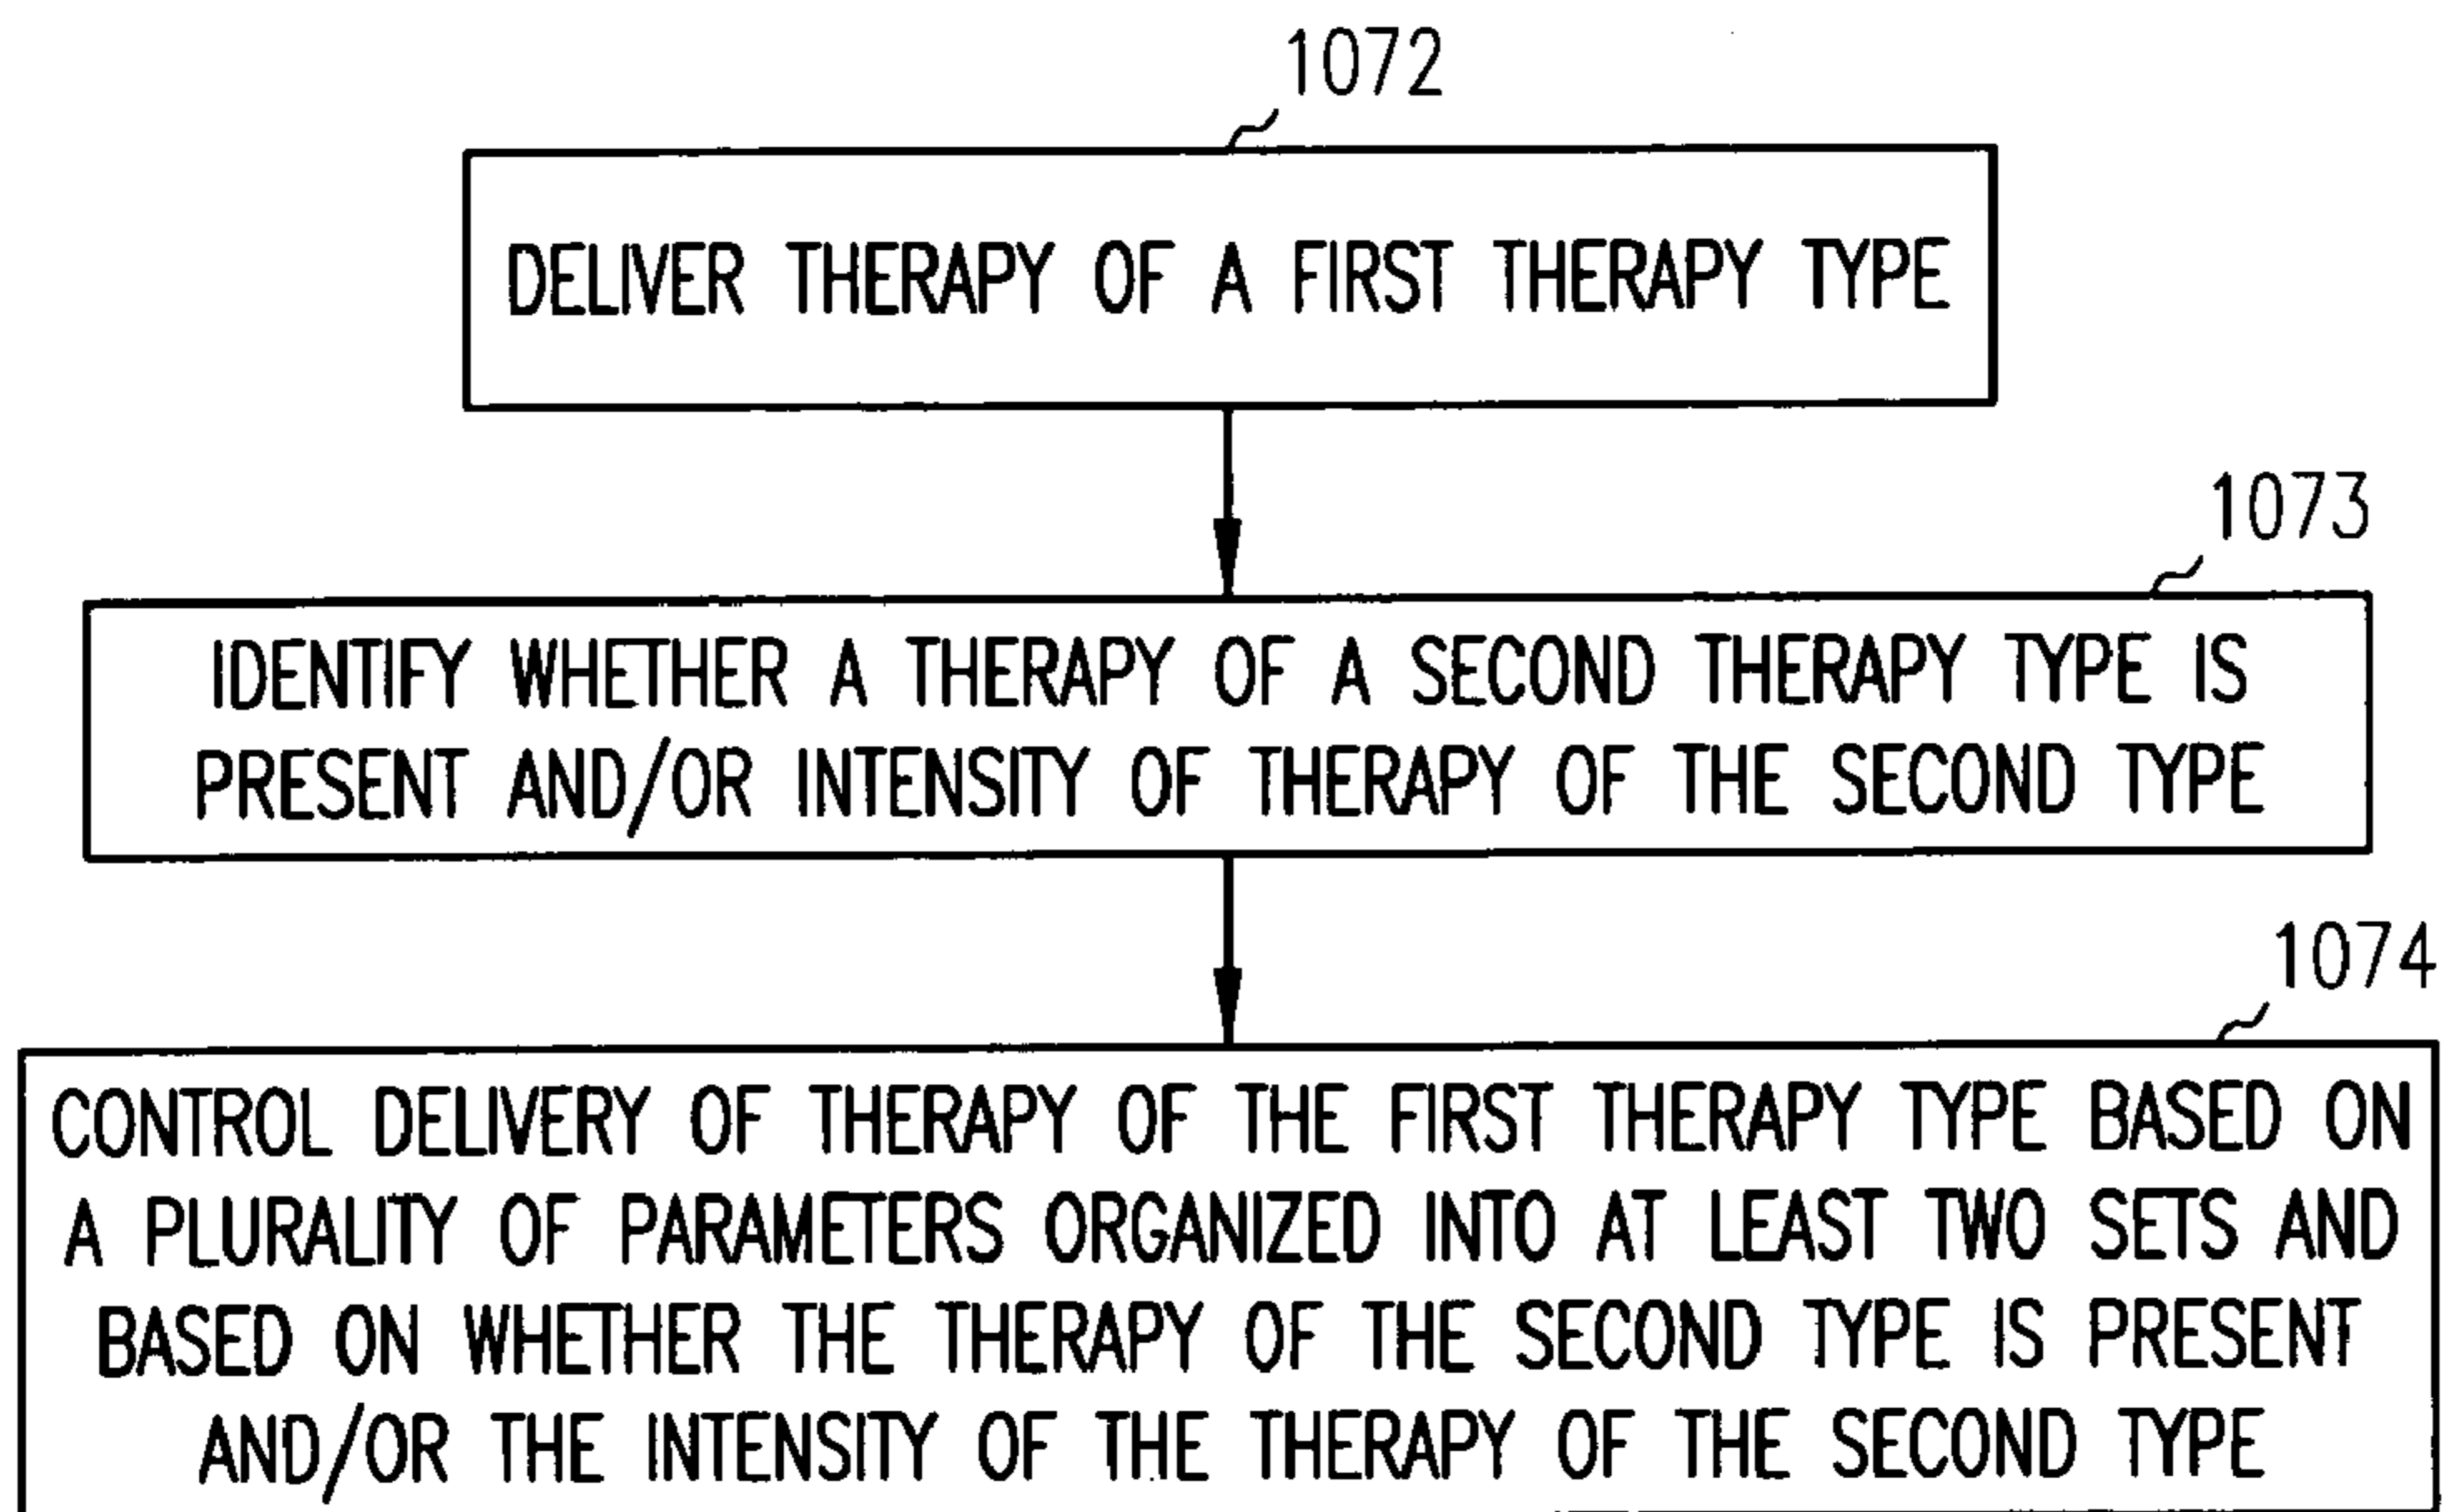 1072
DELIVER THERAPY OF A FIRST THERAPY TYPE
1073
IDENTIFY WHETHER A THERAPY OF A SECOND THERAPY TYPE IS
PRESENT AND/OR INTENSITY OF THERAPY OF THE SECOND TYPE
1074
CONTROL DELIVERY OF THERAPY OF THE FIRST THERAPY TYPE BASED ON
A PLURALITY OF PARAMETERS ORGANIZED INTO AT LEAST TWO SETS AND
BASED ON WHETHER THE THERAPY OF THE SECOND TYPE IS PRESENT
AND/OR THE INTENSITY OF THE THERAPY OF THE SECOND TYPE